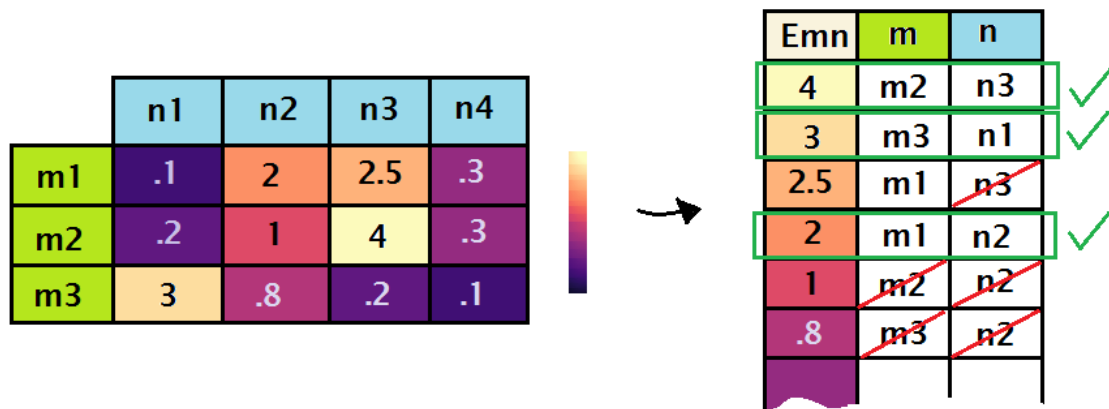 n1 n2 n3 n4
m1 .1 2 2.5 .3
m2 .2 1 4 .3
m3 3 .8 .2 .1
Emn m n
4 m2 n3
3 m3 n1
2.5 m1 n3
2 m1 n2
1 m2 n2
.8 m3 n2